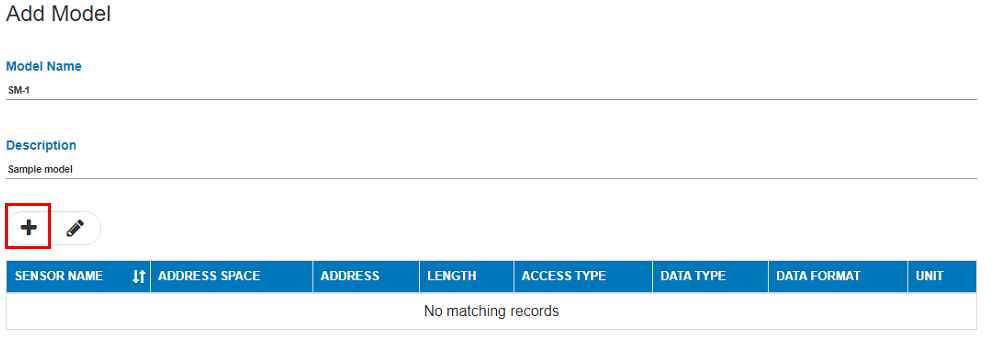 Add Model
Model Name
SM-1
Description
Sample model
SENSOR NAME ADDRESS SPACE ADDRESS LENGTH ACCESS TYPE DATA TYPE DATA FORMAT UNIT
No matching records